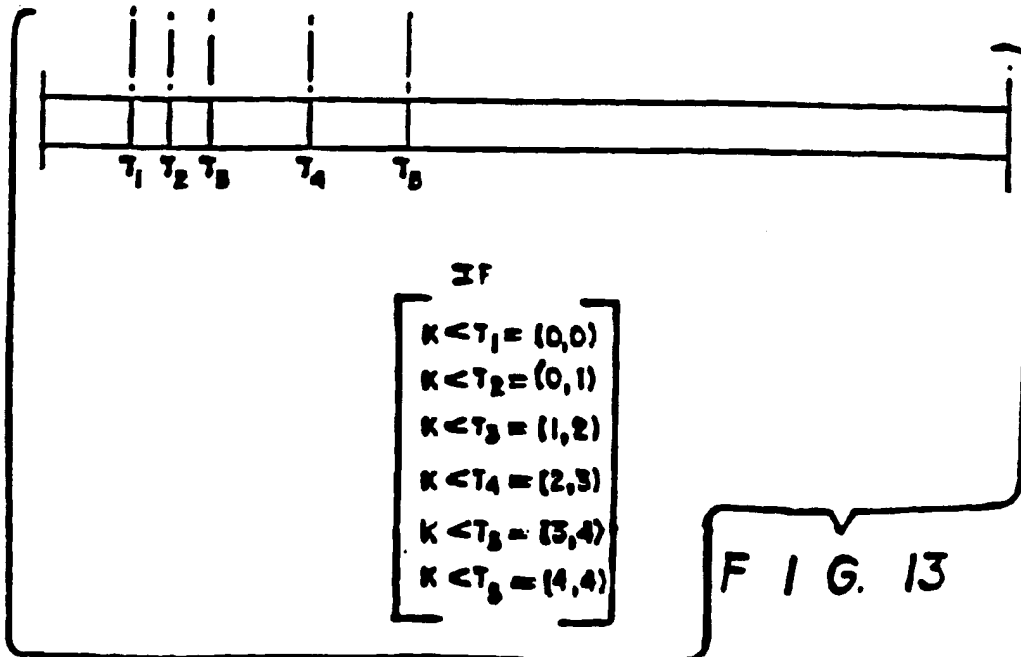 T₁ T₂ T₃ T₄ T₅
IF
K<T₁=(0,0)
K<T₂=(0,1)
K<T₃=(1,2)
K<T₄=(2,3)
K<T₅=(3,4)
K<T₅=(4,4)
FIG. 13